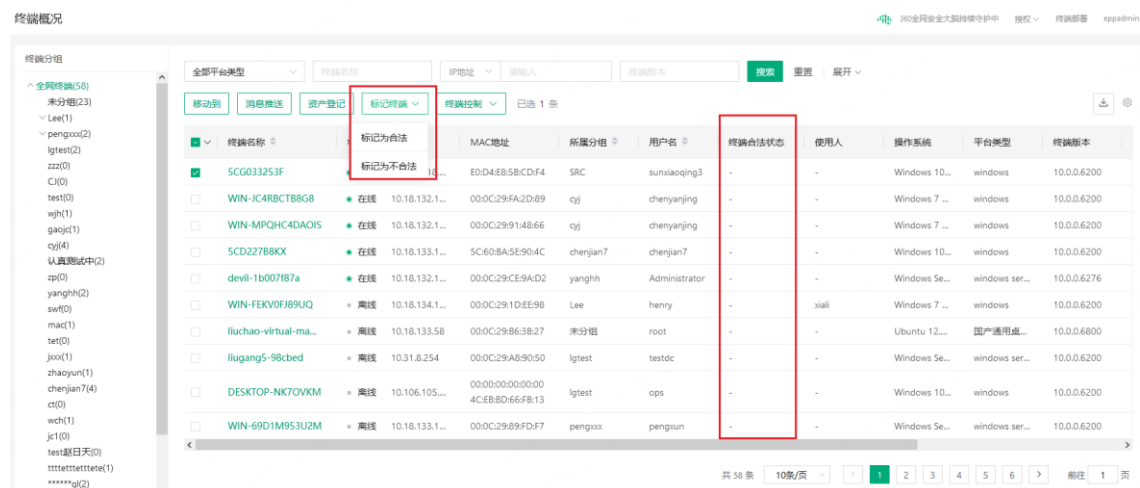 终端概况
360全网安全大脑持续守护中 授权 终端部署 eppadmin
终端分组
全网终端(58)
未分组(23)
Lee(1)
pengxxx(2)
lgtest(2)
zzz(0)
CJ(0)
test(0)
wjh(1)
gaojc(1)
cyj(4)
认真测试中(2)
zp(0)
yanghh(2)
swf(0)
mac(1)
tet(0)
jxxx(1)
zhaoyun(1)
chenjian7(4)
ct(0)
wch(1)
jc1(0)
test赵日天(0)
******ql(2)
全部平台类型 终端名称 IP地址 请输入 终端版本 搜索 重置 展开
移动到 消息推送 资产登记 标记终端 终端控制 已选 1 条
标记为合法
标记为不合法
终端名称 MAC地址 所属分组 用户名 终端合法状态 使用人 操作系统 平台类型 终端版本
5CG033253F 18.... E0:D4:E8:5B:CD:F4 SRC sunxiaoqing3 - - Windows 10... windows 10.0.0.6200
WIN-JC4RBCTB8G8 在线 10.18.132.1... 00:0C:29:FA:2D:89 cyj chenyanjing - - Windows 7 ... windows 10.0.0.6200
WIN-MPQHC4DAOIS 在线 10.18.132.1... 00:0C:29:91:48:66 cyj chenyanjing - - Windows 7 ... windows 10.0.0.6200
5CD227B8KX 在线 10.18.133.1... 5C:60:BA:5E:90:4C chenjian7 chenjian7 - - Windows 10... windows 10.0.0.6200
devil-1b007f87a 在线 10.18.132.1... 00:0C:29:CE:9A:D2 yanghh Administrator - - Windows Se... windows ser... 10.0.0.6276
WIN-FEKV0FJ89UQ 离线 10.18.134.1... 00:0C:29:1D:EE:98 Lee henry - xiali Windows 7 ... windows 10.0.0.6200
liuchao-virtual-ma... 离线 10.18.133.58 00:0C:29:B6:38:27 未分组 root - - Ubuntu 12.... 国产通用桌... 10.0.0.6800
liugang5-98cbed 离线 10.31.8.254 00:0C:29:A8:90:50 lgtest testdc - - Windows Se... windows ser... 10.0.0.6200
DESKTOP-NK7OVKM 离线 10.106.105.... 00:00:00:00:00:00 lgtest ops - - Windows 10... windows 10.0.0.6200
4C:EB:BD:66:FB:13
WIN-69D1M953U2M 离线 10.18.133.1... 00:0C:29:89:FD:F7 pengxxx pengxun - - Windows Se... windows ser... 10.0.0.6200
共 58 条 10条/页 1 2 3 4 5 6 前往 1 页